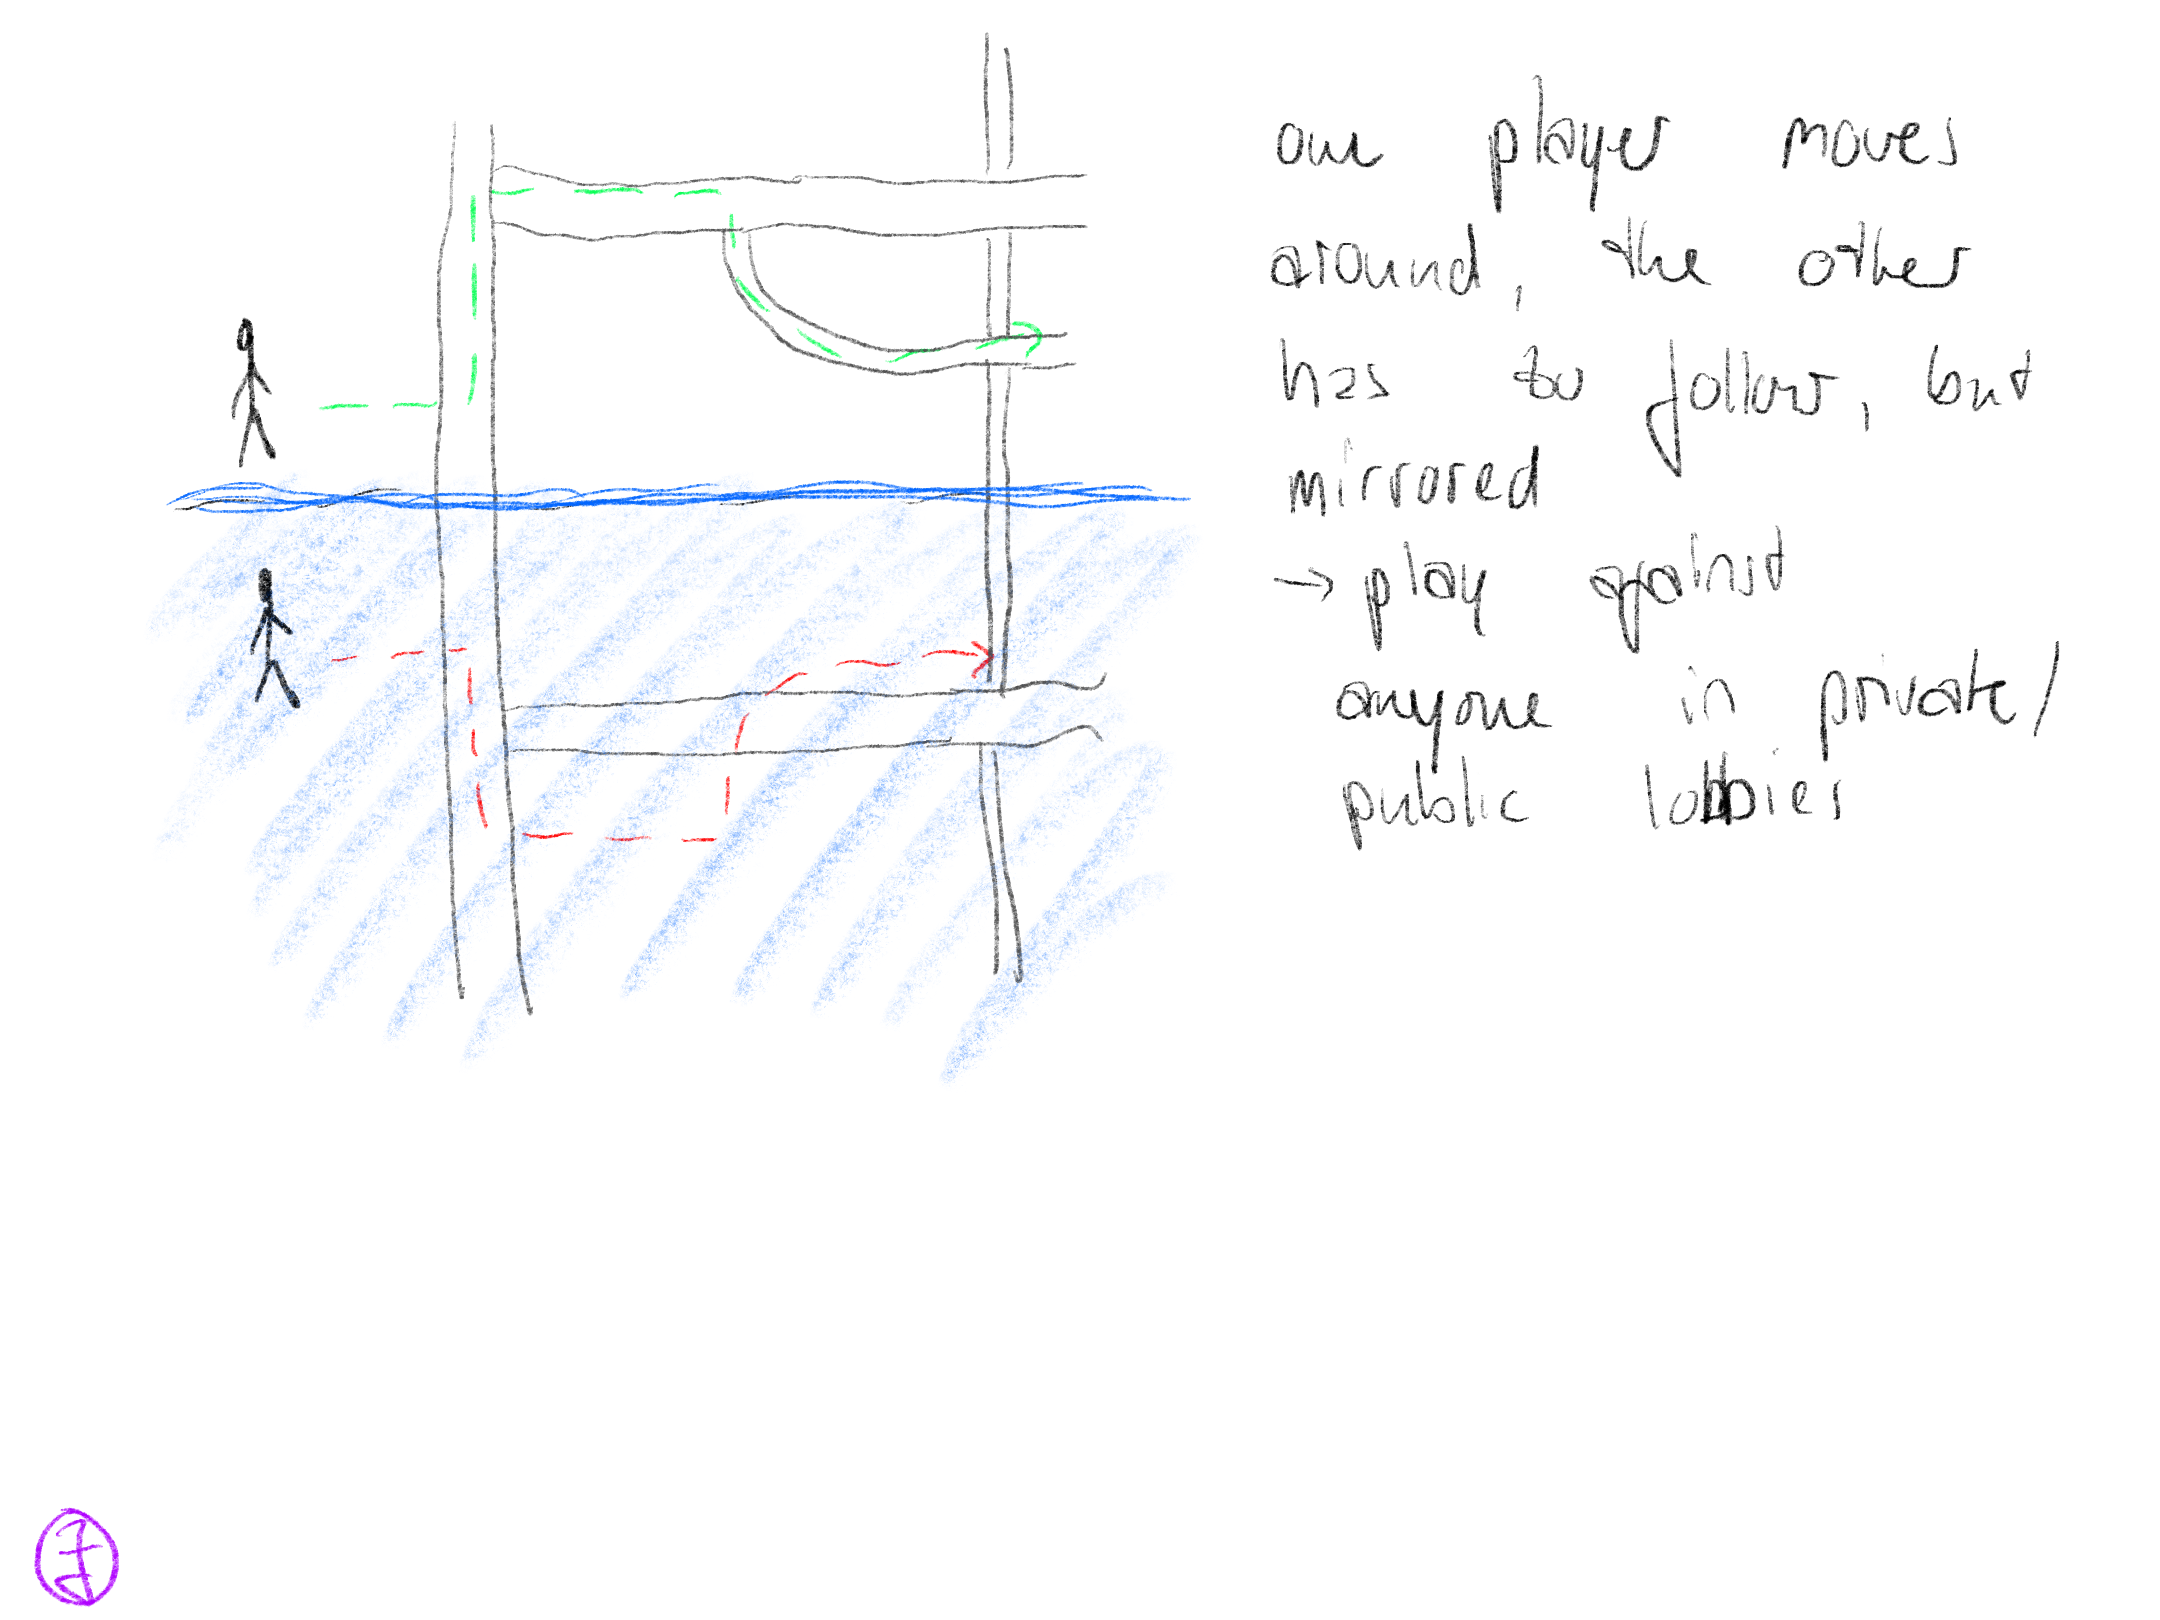 one player moves
around, the other
has to follow, but
mirrored
→ play against
anyone in private/
public lobbies